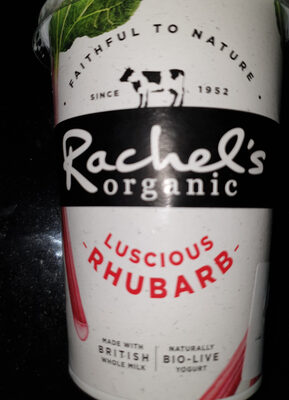 FAITHFUL TO NATURE
SINCE 1952
Rachel's
organic
LUSCIOUS
RHUBARB
MADE WITH
BRITISH
WHOLE MILK
NATURALLY
BIO-LIVE
YOGURT